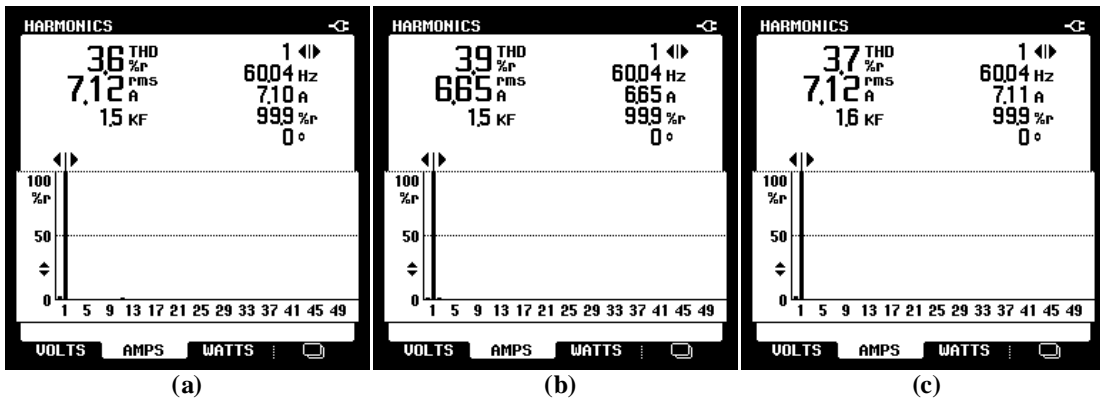 HARMONICS
3.6 THD %r
7.12 rms A
1.5 KF
1
60.04 Hz
7.10 A
99.9 %r
0 °
100
%r
50
0
1 5 9 13 17 21 25 29 33 37 41 45 49
VOLTS AMPS WATTS
(a)
HARMONICS
3.9 THD %r
6.65 rms A
1.5 KF
1
60.04 Hz
6.65 A
99.9 %r
0 °
100
%r
50
0
1 5 9 13 17 21 25 29 33 37 41 45 49
VOLTS AMPS WATTS
(b)
HARMONICS
3.7 THD %r
7.12 rms A
1.6 KF
1
60.04 Hz
7.11 A
99.9 %r
0 °
100
%r
50
0
1 5 9 13 17 21 25 29 33 37 41 45 49
VOLTS AMPS WATTS
(c)